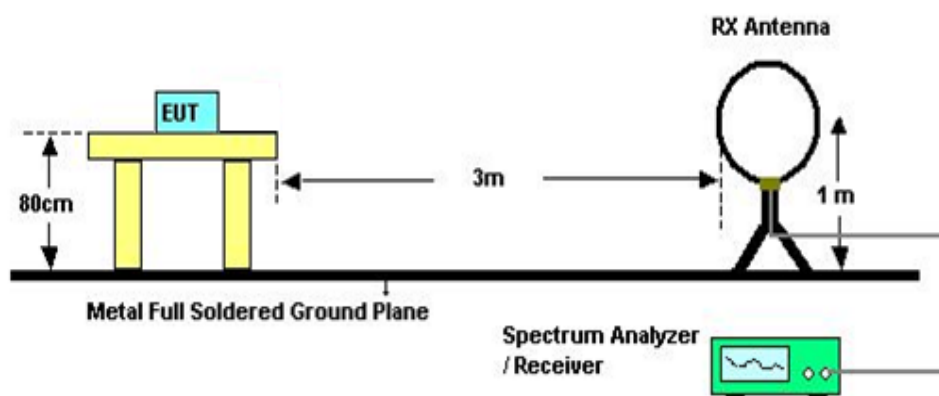 RX Antenna
EUT
80cm
3m
1 m
Metal Full Soldered Ground Plane
Spectrum Analyzer
/ Receiver